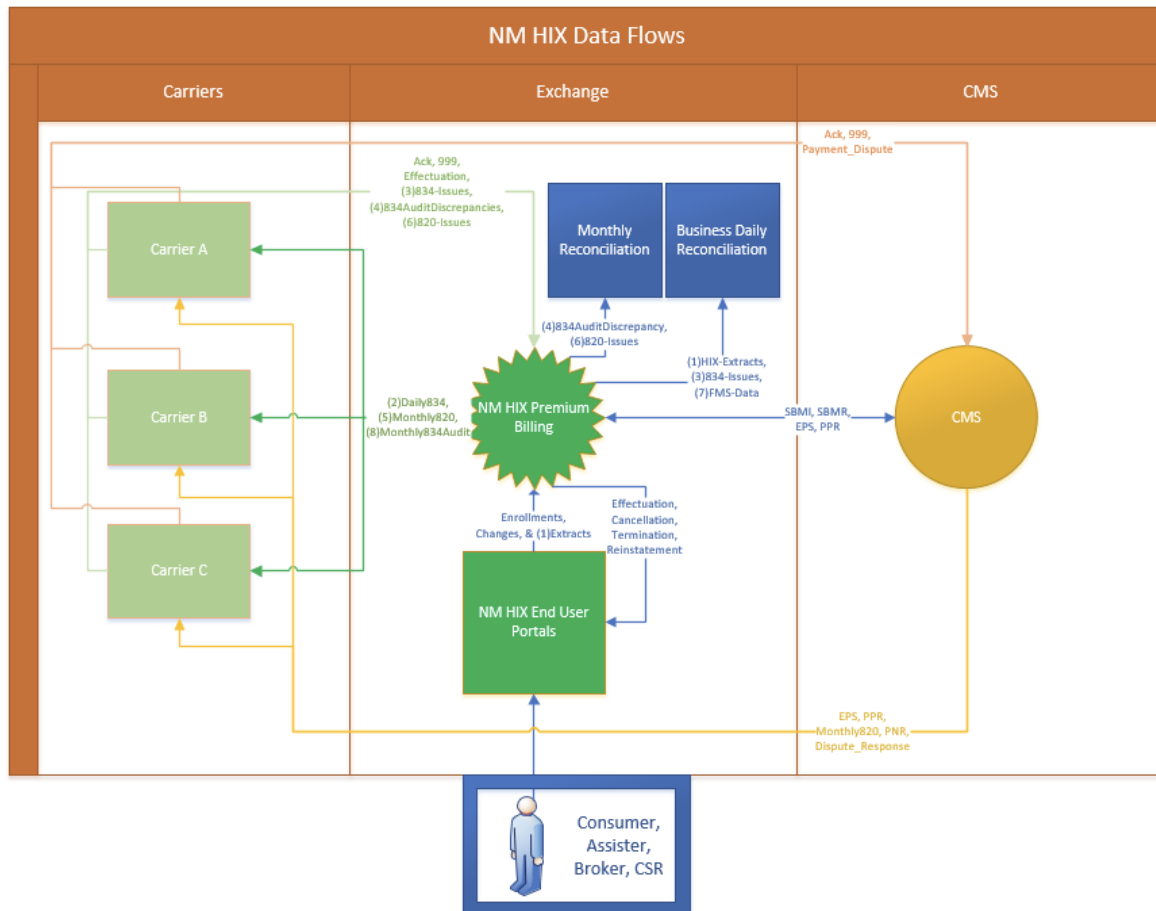 NM HIX Data Flows
Carriers
Exchange
CMS
Ack, 999,
Payment_Dispute
Ack, 999,
Effectuation,
(3)834-Issues,
(4)834AuditDiscrepancies,
(6)820-Issues
Carrier A
Monthly
Reconciliation
Business Daily
Reconciliation
(4)834AuditDiscrepancy,
(6)820-Issues
(1)HIX-Extracts,
(3)834-Issues,
(7)FMS-Data
Carrier B
(2)Daily834,
(5)Monthly820,
(8)Monthly834Audit
NM HIX Premium
Billing
SBMI, SBMR,
EPS, PPR
CMS
Enrollments,
Changes, & (1)Extracts
Effectuation,
Cancellation,
Termination,
Reinstatement
Carrier C
NM HIX End User
Portals
EPS, PPR,
Monthly820, PNR,
Dispute_Response
Consumer,
Assister,
Broker, CSR